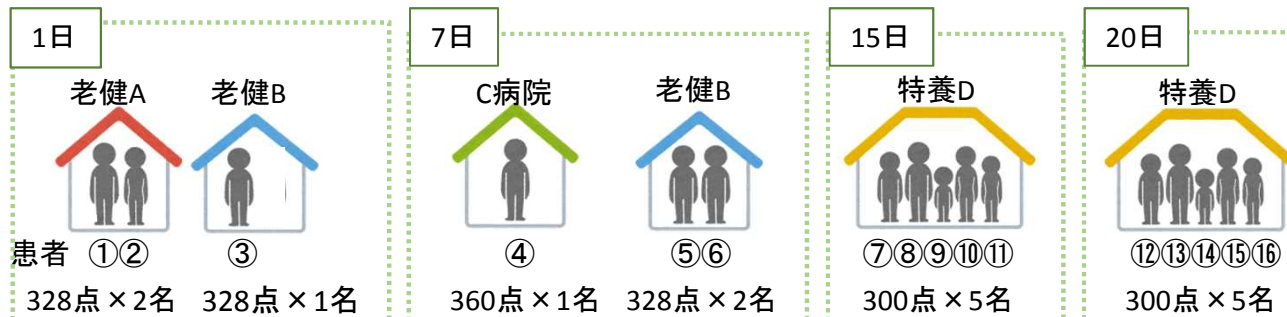 1日
老健A 老健B
患者 ①② ③
328点×2名 328点×1名
7日
C病院 老健B
④ ⑤⑥
360点×1名 328点×2名
15日
特養D
⑦⑧⑨⑩⑪
300点×5名
20日
特養D
⑫⑬⑭⑮⑯
300点×5名